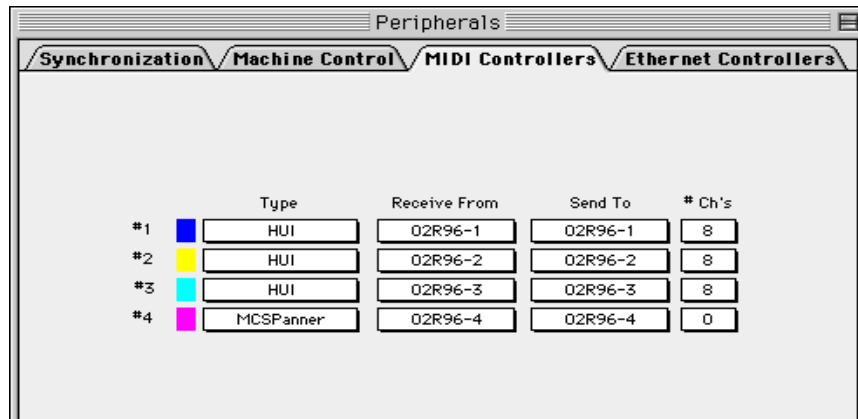 Peripherals
Synchronization Machine Control MIDI Controllers Ethernet Controllers
Type Receive From Send To # Ch's
#1 HUI 02R96-1 02R96-1 8
#2 HUI 02R96-2 02R96-2 8
#3 HUI 02R96-3 02R96-3 8
#4 MCSPanner 02R96-4 02R96-4 0